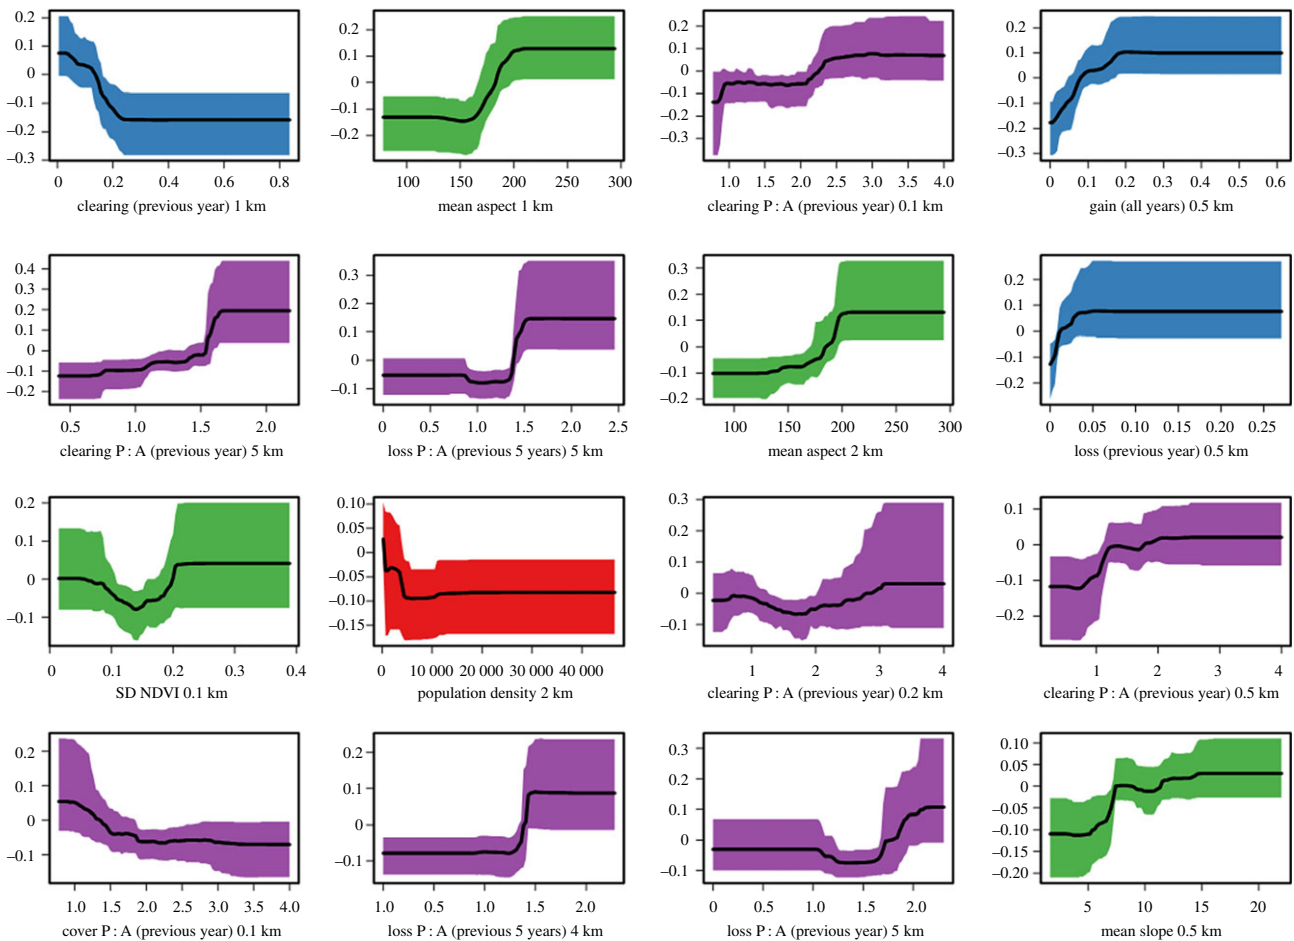 0.2
0.1
0
–0.1
–0.2
–0.3
0 0.2 0.4 0.6 0.8
clearing (previous year) 1 km
0.2
0.1
0
–0.1
–0.2
100 150 200 250 300
mean aspect 1 km
0.2
0.1
0
–0.1
–0.2
–0.3
1.0 1.5 2.0 2.5 3.0 3.5 4.0
clearing P : A (previous year) 0.1 km
0.2
0.1
0
–0.1
–0.2
–0.3
0 0.1 0.2 0.3 0.4 0.5 0.6
gain (all years) 0.5 km
0.4
0.3
0.2
0.1
0
–0.1
–0.2
0.5 1.0 1.5 2.0
clearing P : A (previous year) 5 km
0.3
0.2
0.1
0
–0.1
0 0.5 1.0 1.5 2.0 2.5
loss P : A (previous 5 years) 5 km
0.3
0.2
0.1
0
–0.1
–0.2
100 150 200 250 300
mean aspect 2 km
0.2
0.1
0
–0.1
–0.2
0 0.05 0.10 0.15 0.20 0.25
loss (previous year) 0.5 km
0.2
0.1
0
–0.1
0 0.1 0.2 0.3 0.4
SD NDVI 0.1 km
0.10
0.05
0
–0.05
–0.10
–0.15
0 10 000 20 000 30 000 40 000
population density 2 km
0.3
0.2
0.1
0
–0.1
1 2 3 4
clearing P : A (previous year) 0.2 km
0.1
0
–0.1
–0.2
1 2 3 4
clearing P : A (previous year) 0.5 km
0.2
0.1
0
–0.1
1.0 1.5 2.0 2.5 3.0 3.5 4.0
cover P : A (previous year) 0.1 km
0.2
0.1
0
–0.1
1.0 0.5 1.0 1.5 2.0
loss P : A (previous 5 years) 4 km
0.3
0.2
0.1
0
–0.1
0 0.5 1.0 1.5 2.0
loss P : A (previous year) 5 km
0.10
0.05
0
–0.05
–0.10
–0.15
–0.20
5 10 15 20
mean slope 0.5 km